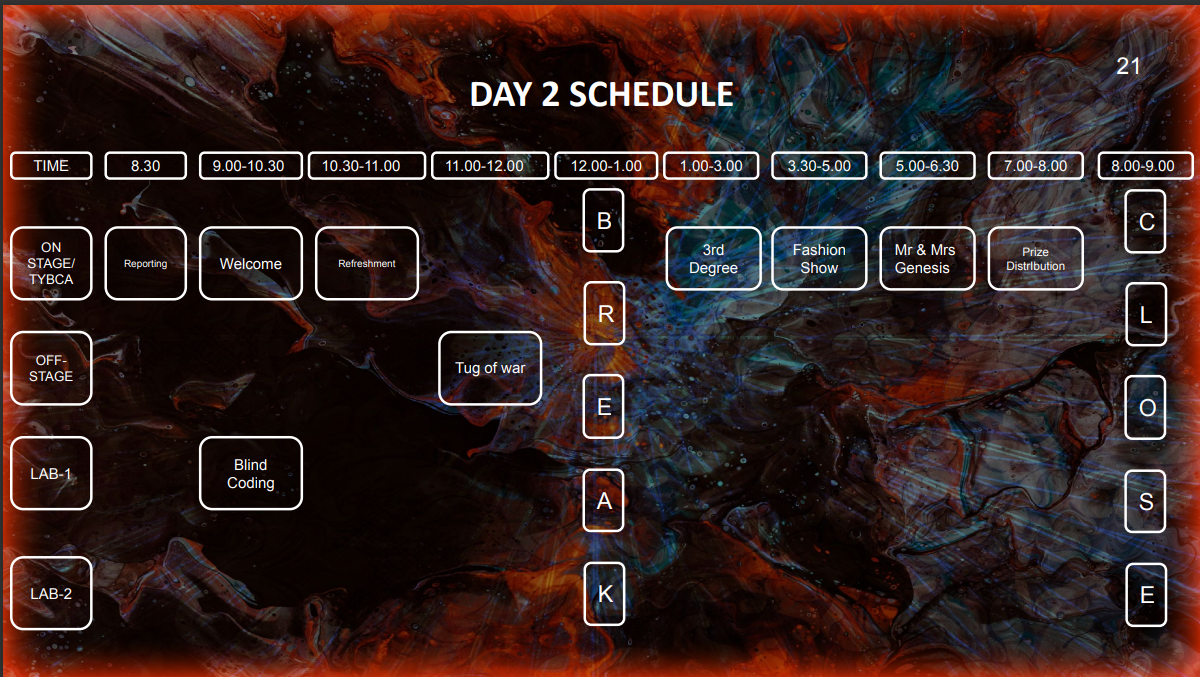 21
DAY 2 SCHEDULE
TIME 8.30 9.00-10.30 10.30-11.00 11.00-12.00 12.00-1.00 1.00-3.00 3.30-5.00 5.00-6.30 7.00-8.00 8.00-9.00
ON
STAGE/
TYBCA
Reporting
Welcome
Refreshment
3rd
Degree
Fashion
Show
Mr & Mrs
Genesis
Prize
DistrIbution
OFF-
STAGE
Tug of war
LAB-1
Blind
Coding
LAB-2
B
R
E
A
K
C
L
O
S
E